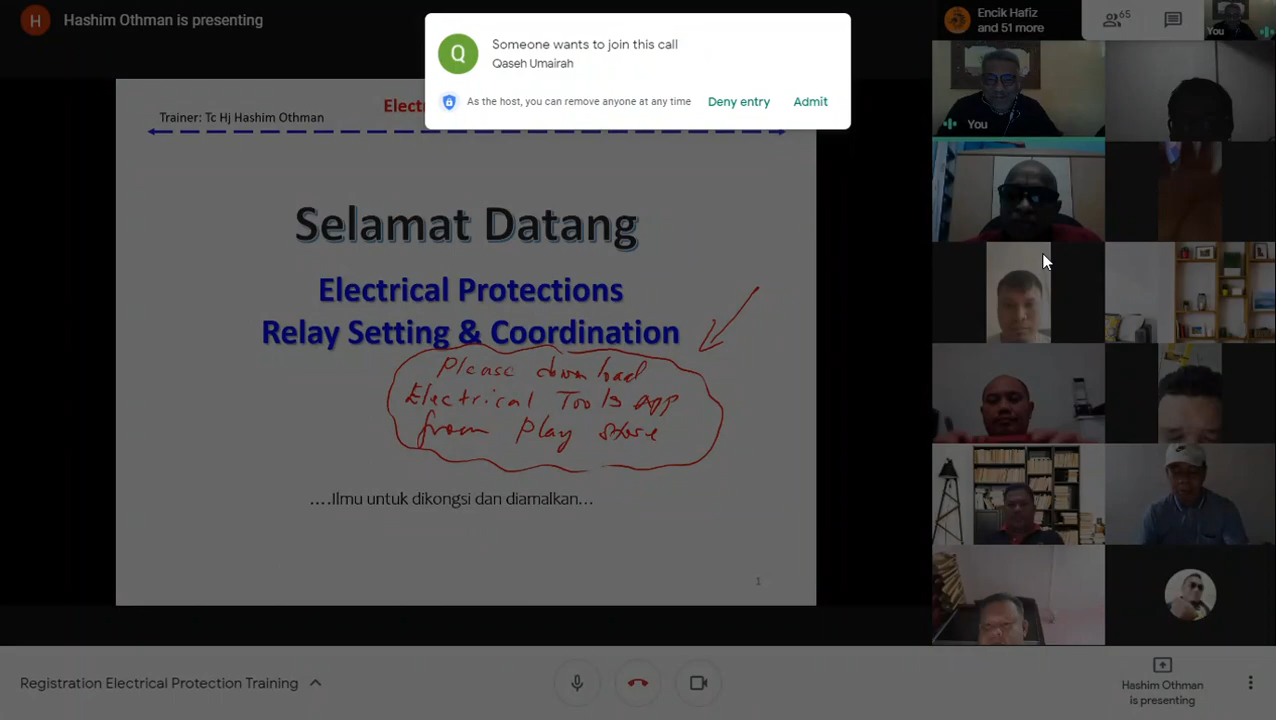 H
Hashim Othman is presenting
Q
Someone wants to join this call
Qaseh Umairah
As the host, you can remove anyone at any time
Deny entry
Admit
Encik Hafiz
and 51 more
65
You
You
Trainer: Tc Hj Hashim Othman
Selamat Datang
Electrical Protections
Relay Setting & Coordination
Please download
Electrical Tools app
from Play store
....Ilmu untuk dikongsi dan diamalkan...
1
Registration Electrical Protection Training
Hashim Othman
is presenting